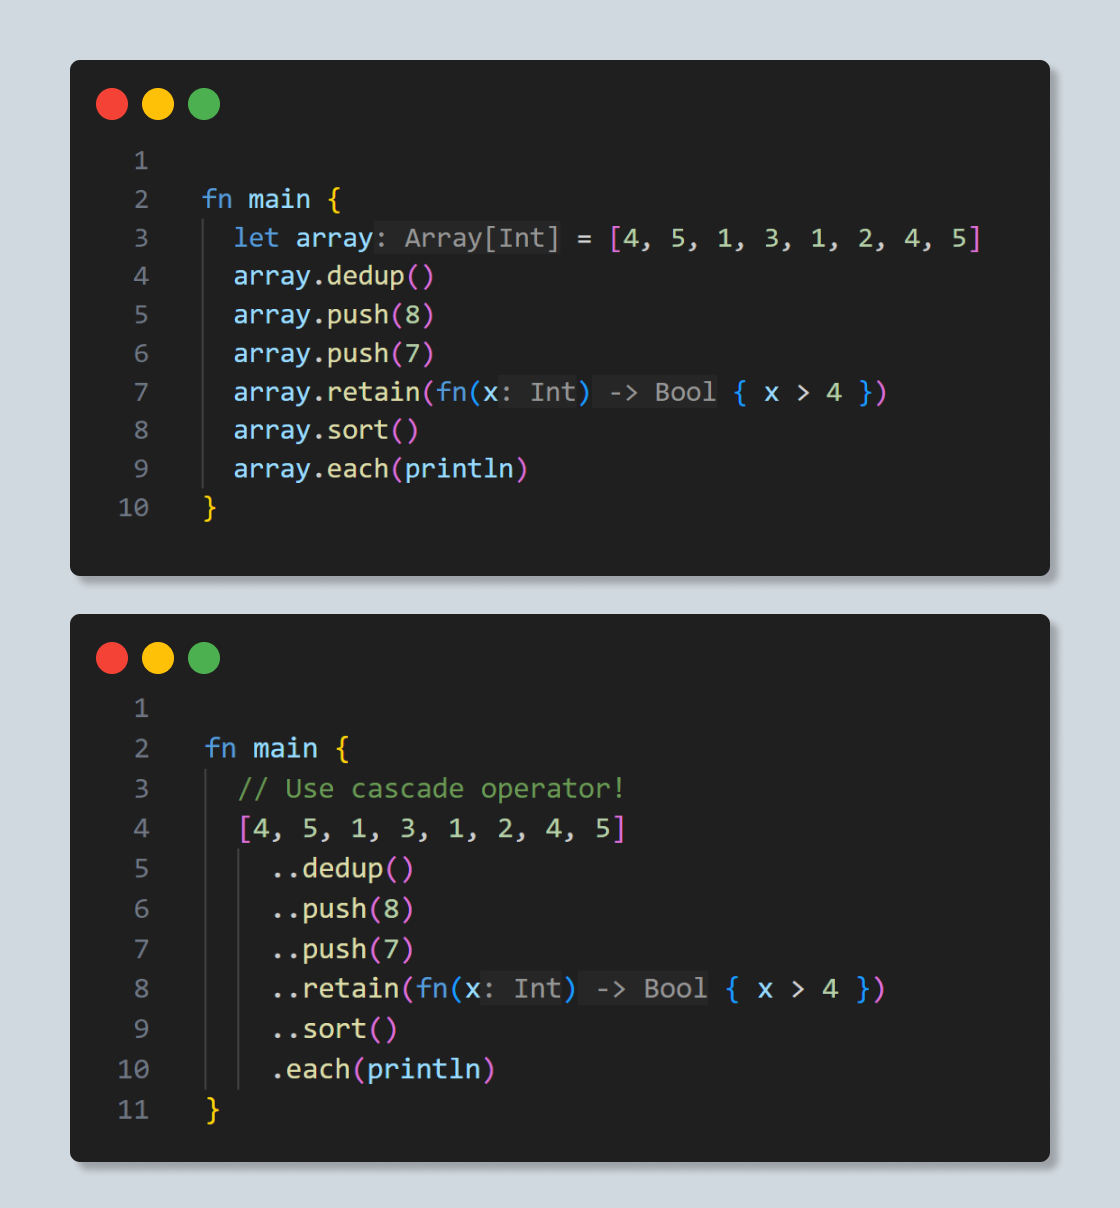 1
2 fn main {
3 let array: Array[Int] = [4, 5, 1, 3, 1, 2, 4, 5]
4 array.dedup()
5 array.push(8)
6 array.push(7)
7 array.retain(fn(x: Int) -> Bool { x > 4 })
8 array.sort()
9 array.each(println)
10 }
1
2 fn main {
3 // Use cascade operator!
4 [4, 5, 1, 3, 1, 2, 4, 5]
5 ..dedup()
6 ..push(8)
7 ..push(7)
8 ..retain(fn(x: Int) -> Bool { x > 4 })
9 ..sort()
10 .each(println)
11 }